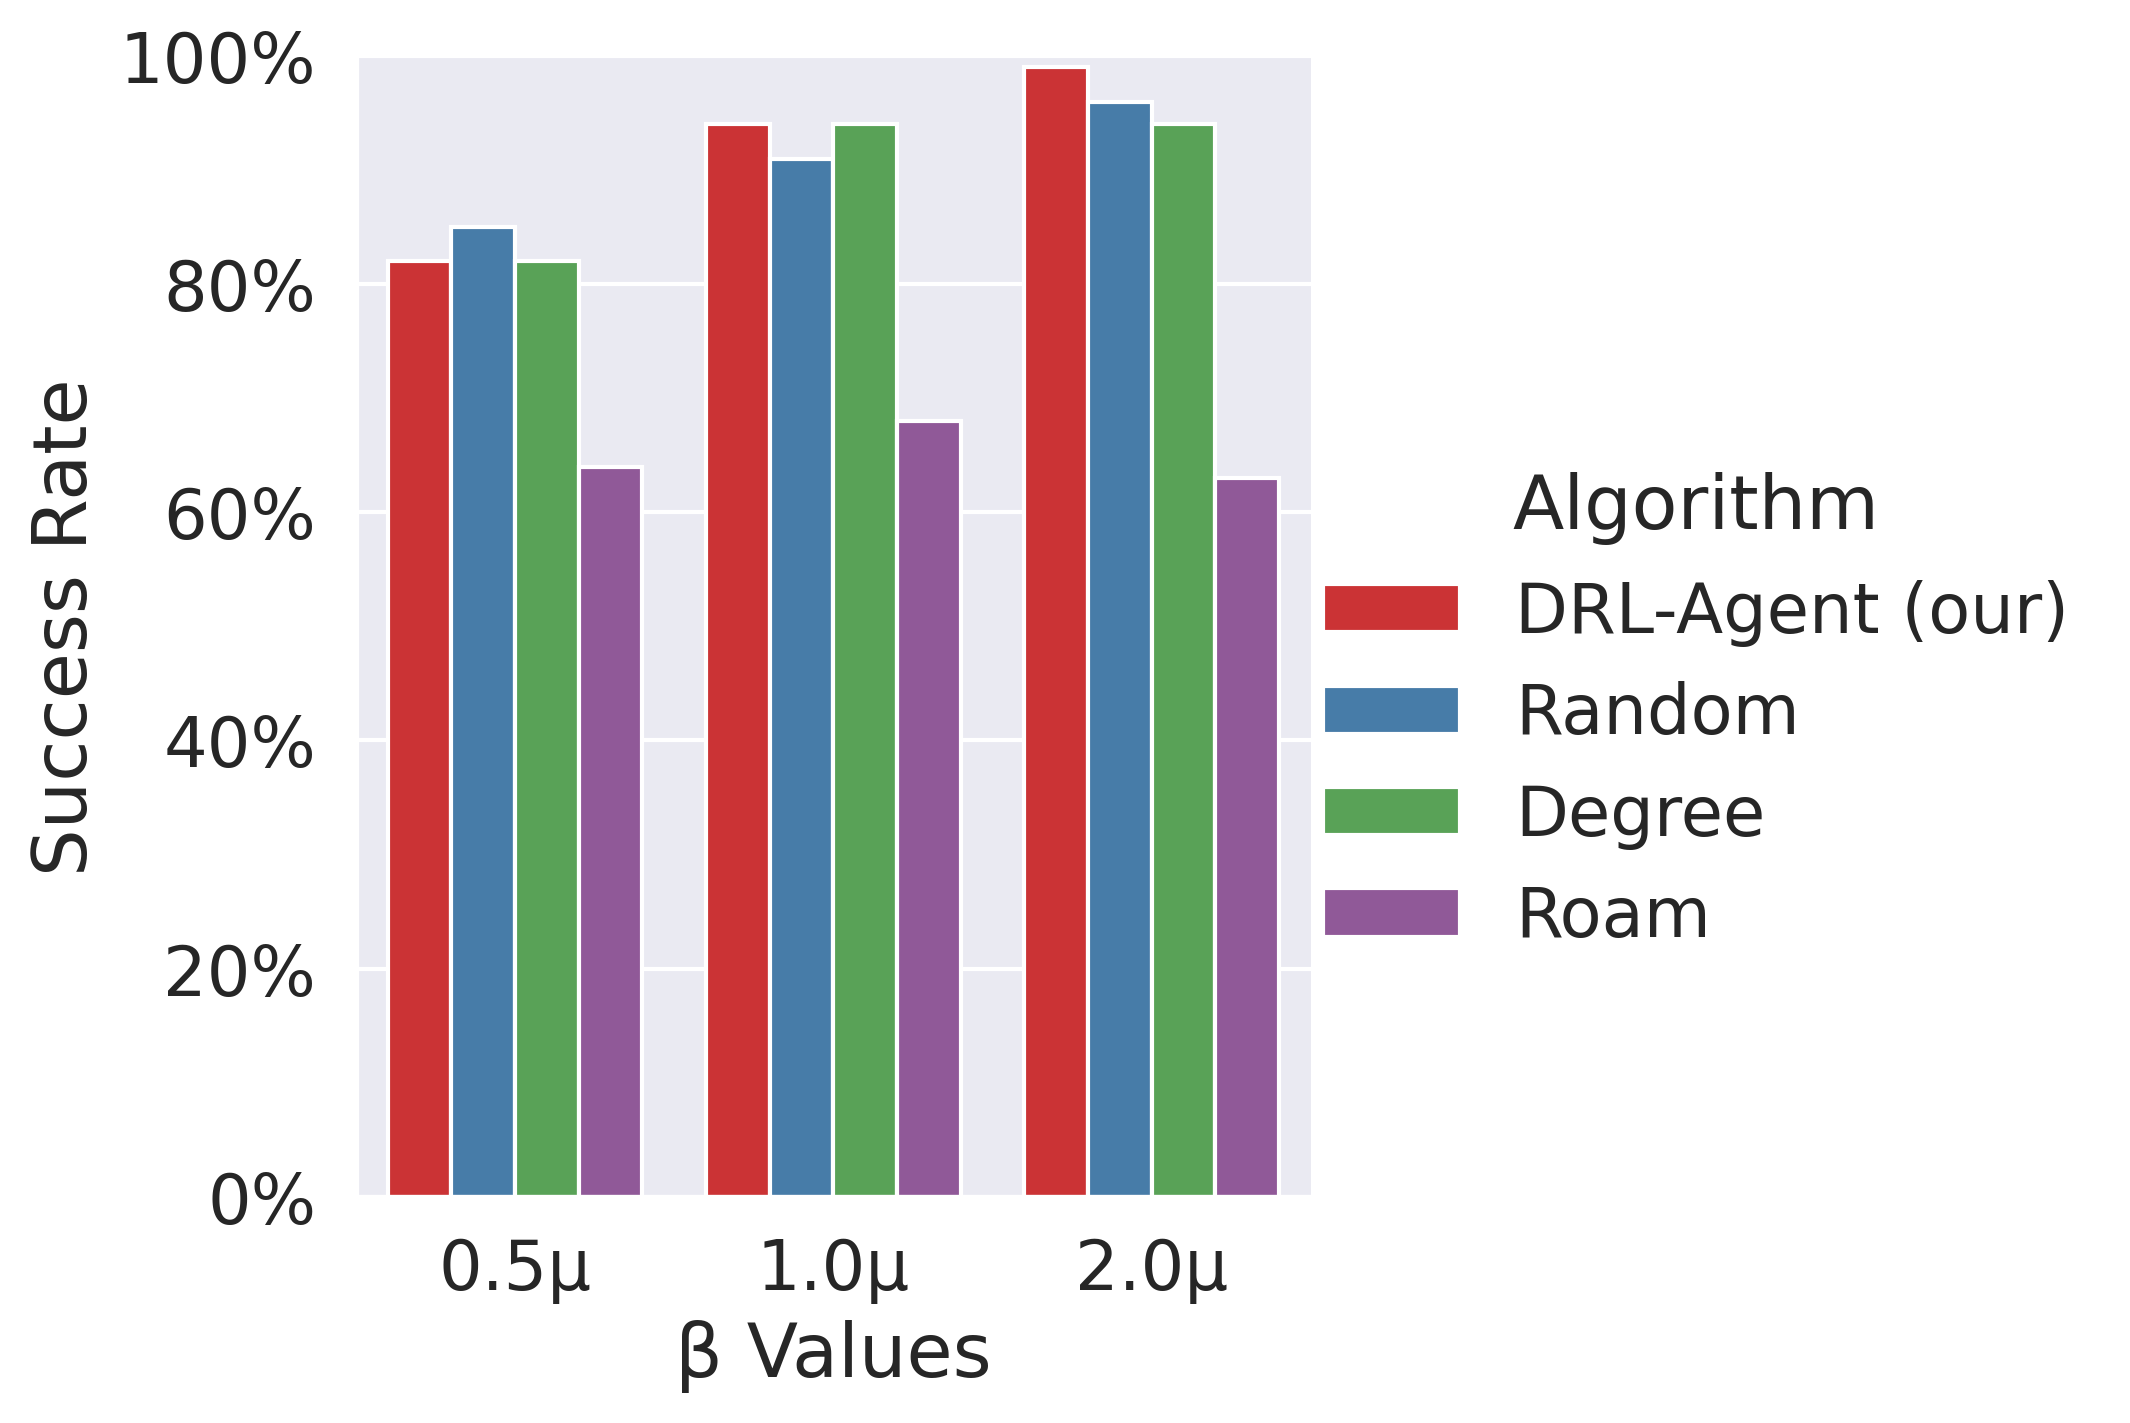 100%
80%
60%
40%
20%
0%
Success Rate
0.5μ 1.0μ 2.0μ
β Values
Algorithm
DRL-Agent (our)
Random
Degree
Roam